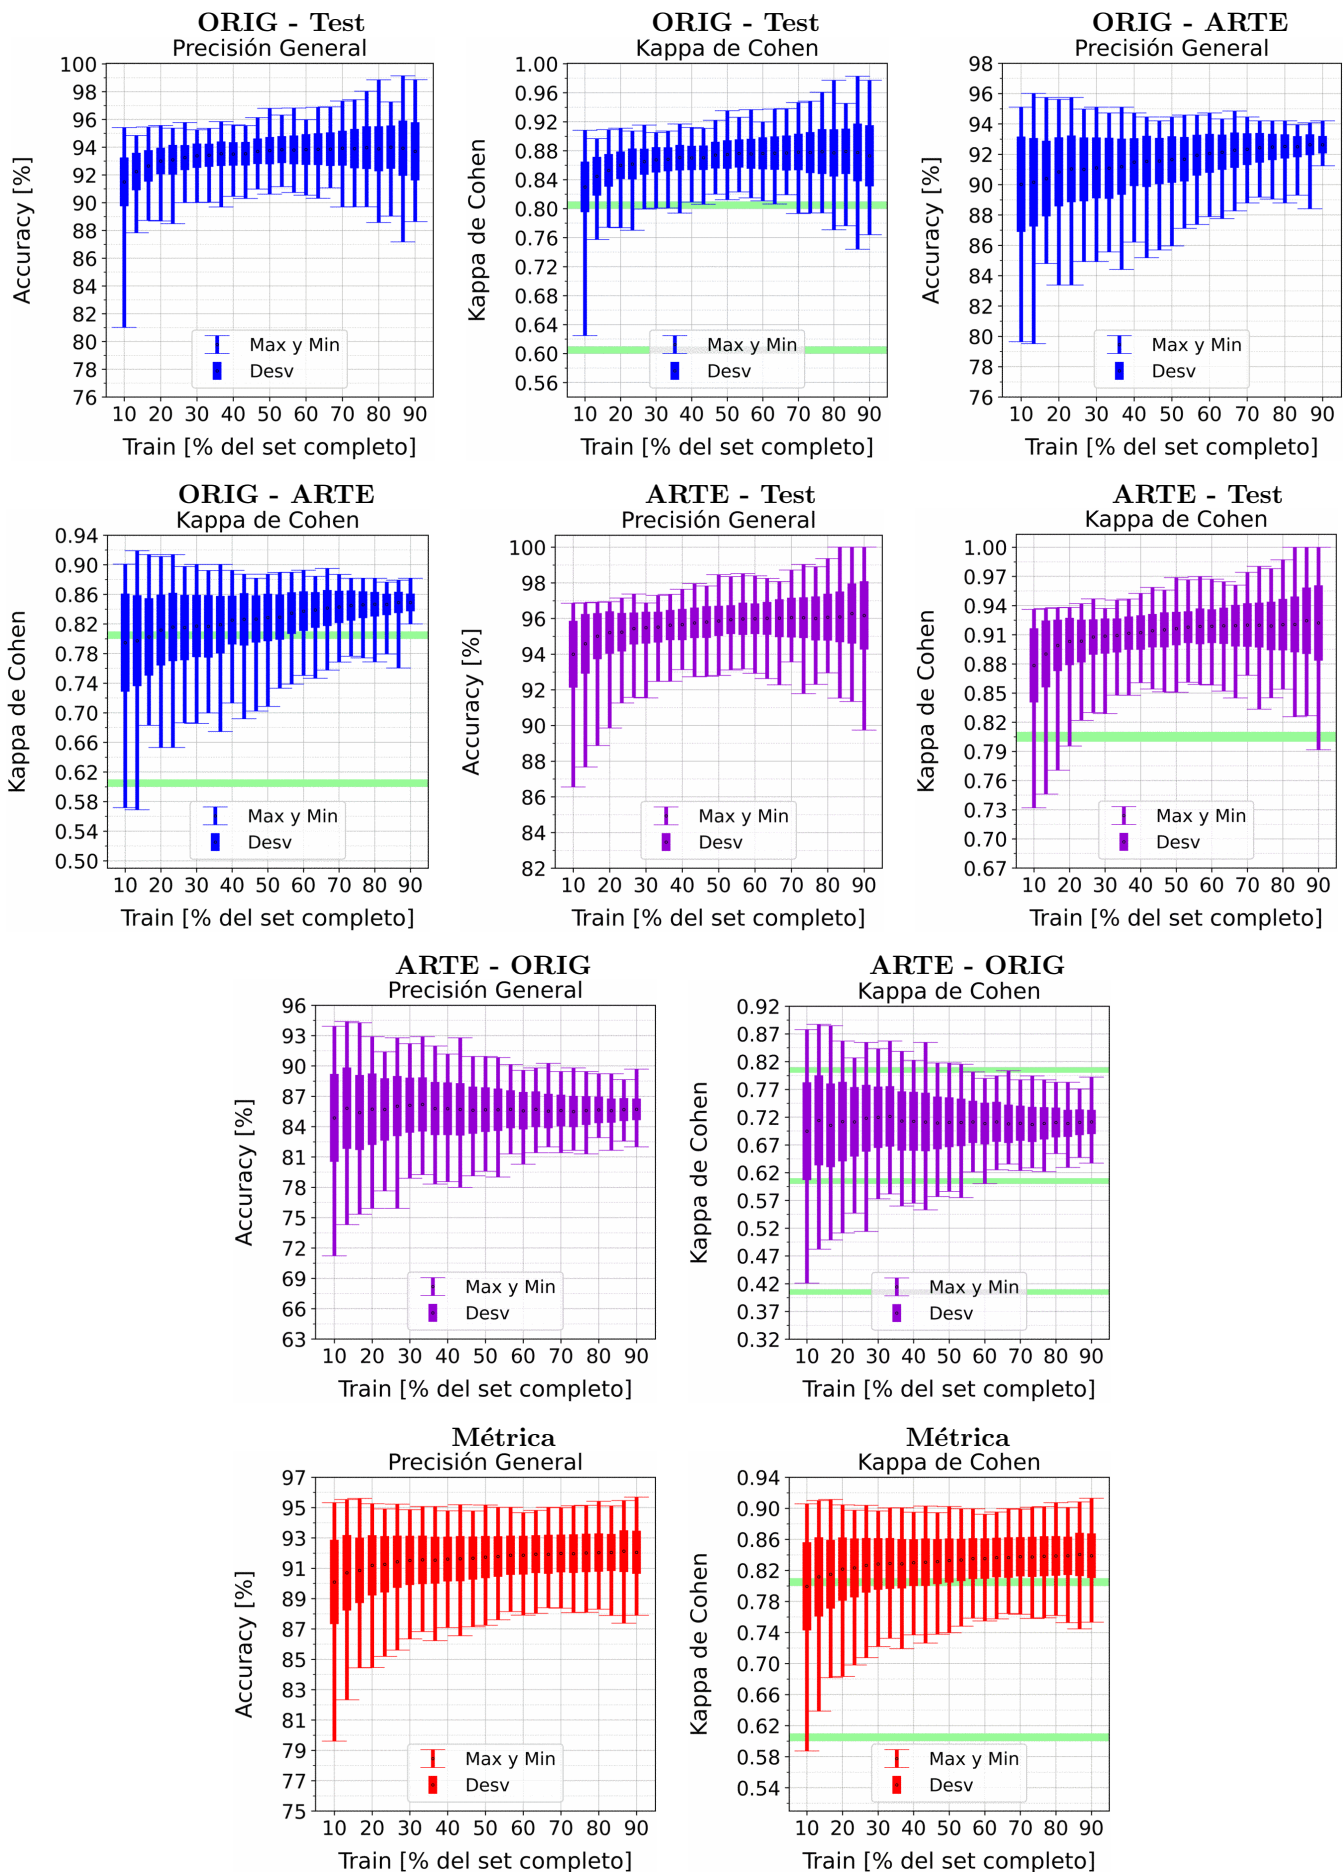 ORIG - Test
Precisión General
Accuracy [%]
100
98
96
94
92
90
88
86
84
82
80
78
76
Max y Min
Desv
10 20 30 40 50 60 70 80 90
Train [% del set completo]
ORIG - Test
Kappa de Cohen
Kappa de Cohen
1.00
0.96
0.92
0.88
0.84
0.80
0.76
0.72
0.68
0.64
0.60
0.56
Max y Min
Desv
10 20 30 40 50 60 70 80 90
Train [% del set completo]
ORIG - ARTE
Precisión General
Accuracy [%]
98
96
94
92
90
88
86
84
82
80
78
76
Max y Min
Desv
10 20 30 40 50 60 70 80 90
Train [% del set completo]
ORIG - ARTE
Kappa de Cohen
Kappa de Cohen
0.94
0.90
0.86
0.82
0.78
0.74
0.70
0.66
0.62
0.58
0.54
0.50
Max y Min
Desv
10 20 30 40 50 60 70 80 90
Train [% del set completo]
ARTE - Test
Precisión General
Accuracy [%]
100
98
96
94
92
90
88
86
84
82
Max y Min
Desv
10 20 30 40 50 60 70 80 90
Train [% del set completo]
ARTE - Test
Kappa de Cohen
Kappa de Cohen
1.00
0.97
0.94
0.91
0.88
0.85
0.82
0.79
0.76
0.73
0.70
0.67
Max y Min
Desv
10 20 30 40 50 60 70 80 90
Train [% del set completo]
ARTE - ORIG
Precisión General
Accuracy [%]
96
93
90
87
84
81
78
75
72
69
66
63
Max y Min
Desv
10 20 30 40 50 60 70 80 90
Train [% del set completo]
ARTE - ORIG
Kappa de Cohen
Kappa de Cohen
0.92
0.87
0.82
0.77
0.72
0.67
0.62
0.57
0.52
0.47
0.42
0.37
0.32
Max y Min
Desv
10 20 30 40 50 60 70 80 90
Train [% del set completo]
Métrica
Precisión General
Accuracy [%]
97
95
93
91
89
87
85
83
81
79
77
75
Max y Min
Desv
10 20 30 40 50 60 70 80 90
Train [% del set completo]
Métrica
Kappa de Cohen
Kappa de Cohen
0.94
0.90
0.86
0.82
0.78
0.74
0.70
0.66
0.62
0.58
0.54
Max y Min
Desv
10 20 30 40 50 60 70 80 90
Train [% del set completo]